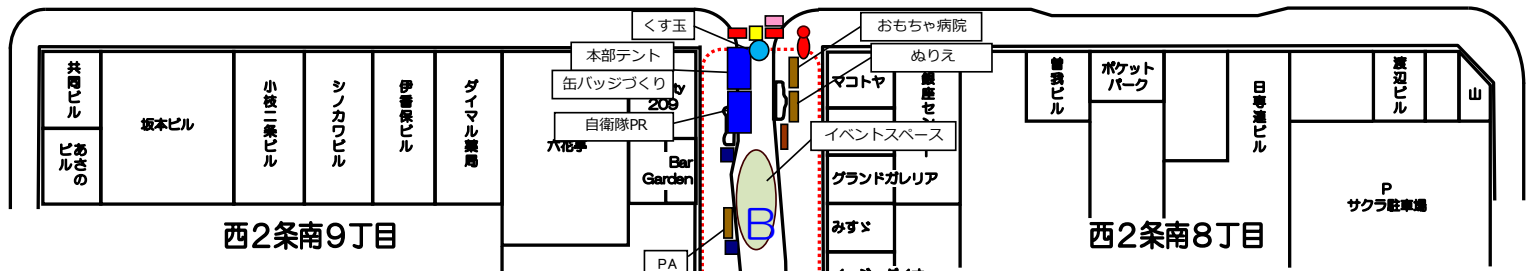 くす玉
おもちゃ病院
本部テント
ぬりえ
缶バッジづくり
自衛隊PR
イベントスペース
PA
B
共同ビル
あさの
ビル
坂本ビル
小枝二条ビル
シノカワビル
伊香保ビル
ダイマル薬局
六花亭
ty
209
Bar
Garden
西2条南9丁目
マコトヤ
銀座セン
グランドガレリア
みすゞ
曽我ビル
ポケット
パーク
日専連ビル
渡辺ビル
山
P
サクラ駐車場
西2条南8丁目